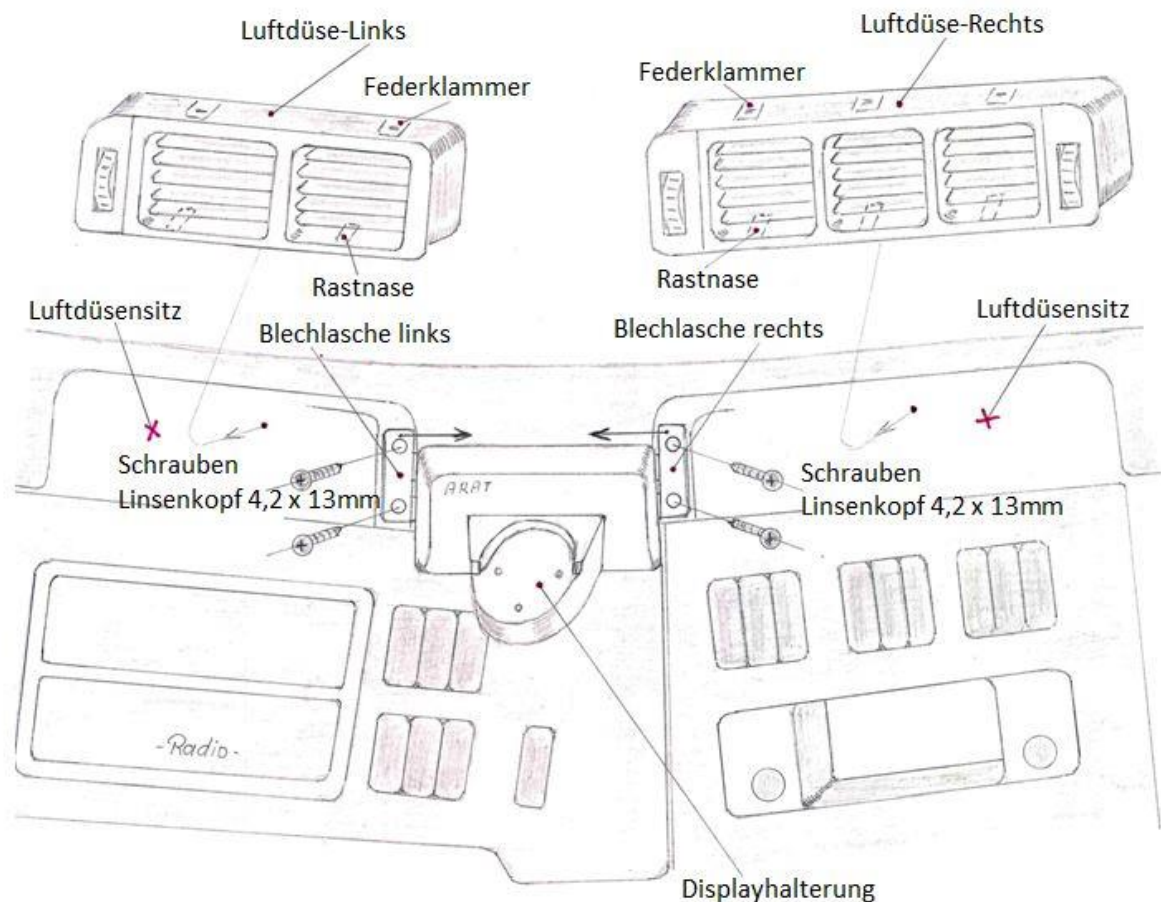 Luftdüse-Links
Luftdüse-Rechts
Federklammer
Federklammer
Rastnase
Rastnase
Luftdüsensitz
Luftdüsensitz
Blechlasche links
Blechlasche rechts
Schrauben
Linsenkopf 4,2 x 13mm
Schrauben
Linsenkopf 4,2 x 13mm
ARAT
-Radio-
Displayhalterung